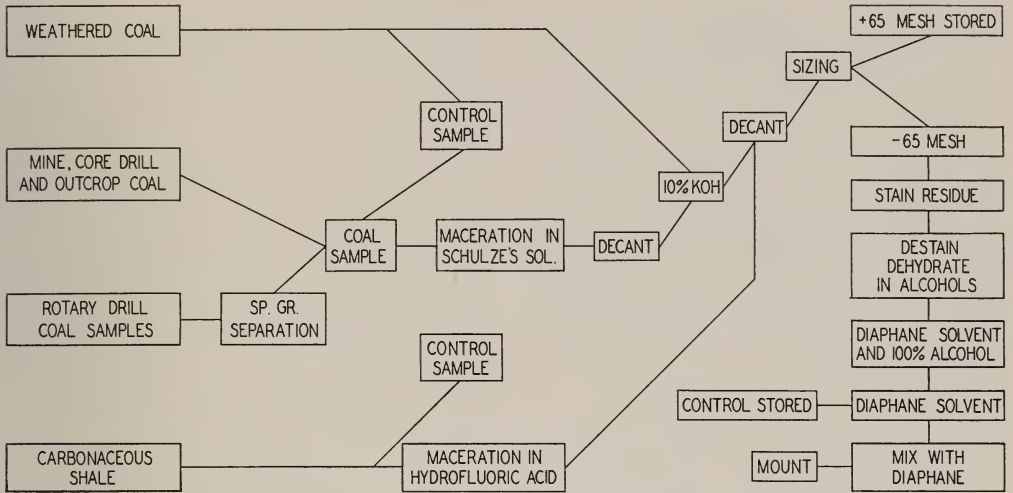 WEATHERED COAL
MINE, CORE DRILL
AND OUTCROP COAL
ROTARY DRILL
COAL SAMPLES
SP. GR.
SEPARATION
CARBONACEOUS
SHALE
CONTROL
SAMPLE
COAL
SAMPLE
MACERATION IN
SCHULZE'S SOL.
DECANT
CONTROL
SAMPLE
MACERATION IN
HYDROFLUORIC ACID
10% KOH
DECANT
SIZING
+65 MESH STORED
-65 MESH
STAIN RESIDUE
DESTAIN
DEHYDRATE
IN ALCOHOLS
DIAPHANE SOLVENT
AND 100% ALCOHOL
CONTROL STORED
DIAPHANE SOLVENT
MOUNT
MIX WITH
DIAPHANE